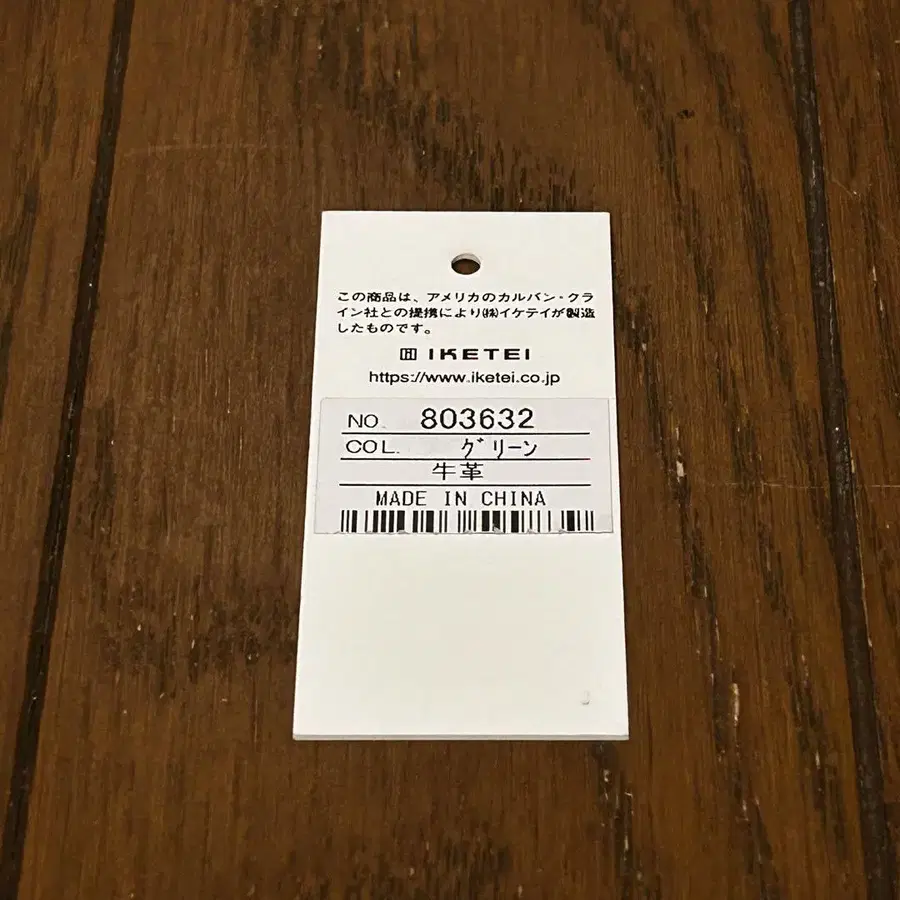 この商品は、アメリカのカルバン・クラ
イン社との提携により㈱イケテイが製造
したものです。
IKETEI
https://www.iketei.co.jp
NO. 803632
COL. グリーン
牛革
MADE IN CHINA